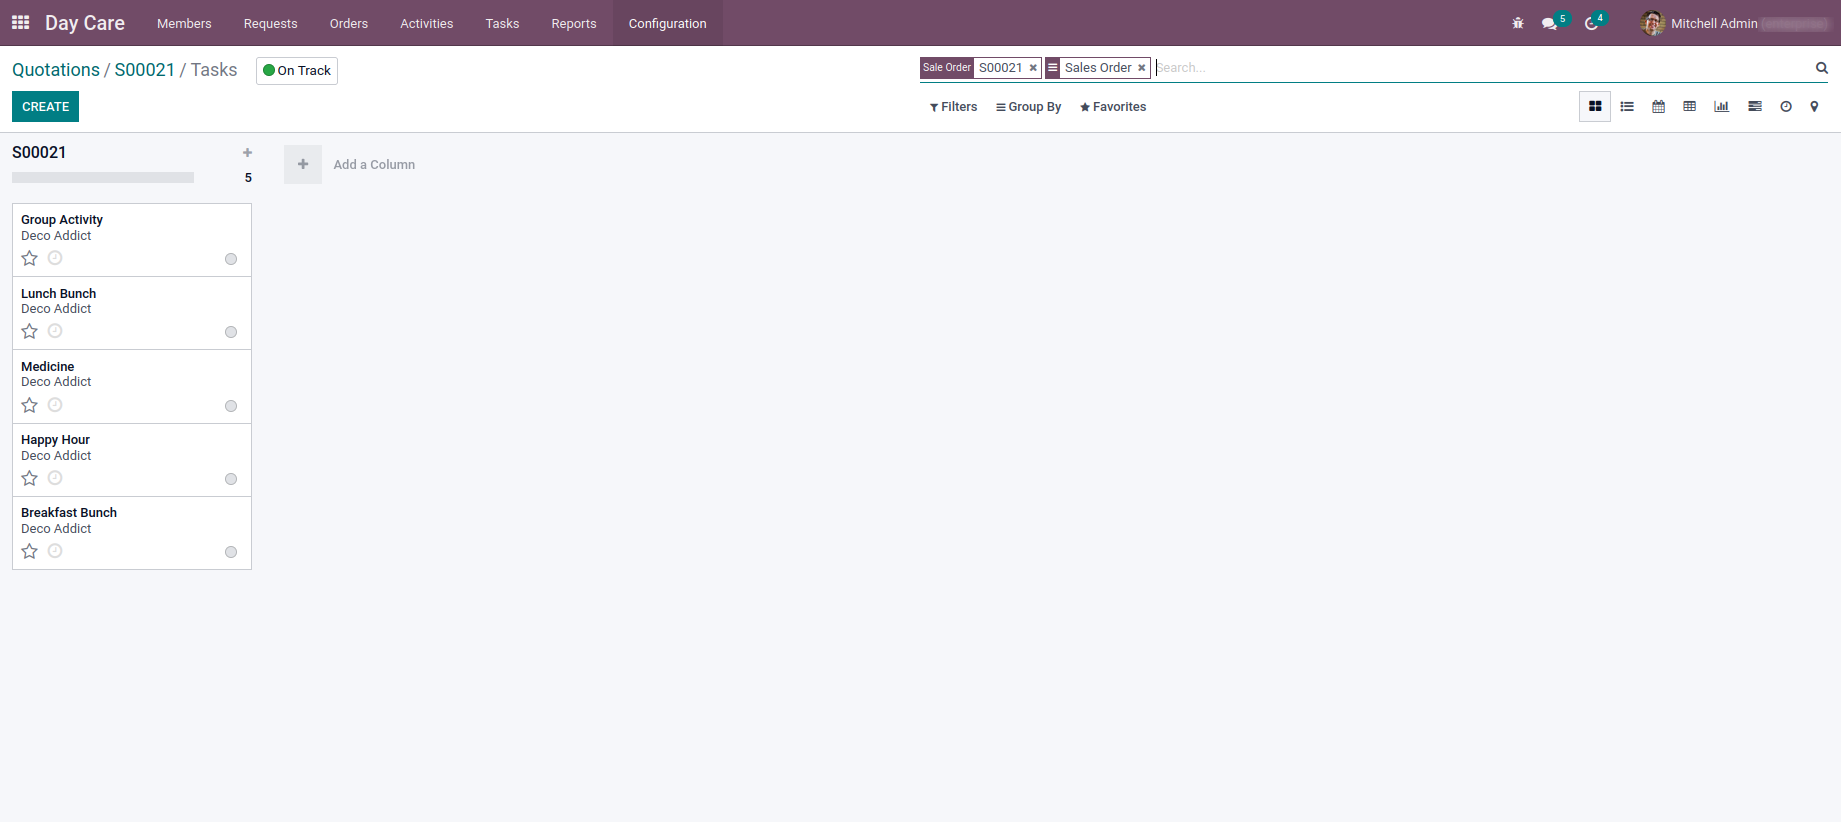 Day Care Members Requests Orders Activities Tasks Reports Configuration 5 4 Mitchell Admin
Quotations / S00021 / Tasks On Track Sale Order S00021 Sales Order Search...
CREATE Filters Group By Favorites
S00021 Add a Column
5
Group Activity
Deco Addict
Lunch Bunch
Deco Addict
Medicine
Deco Addict
Happy Hour
Deco Addict
Breakfast Bunch
Deco Addict